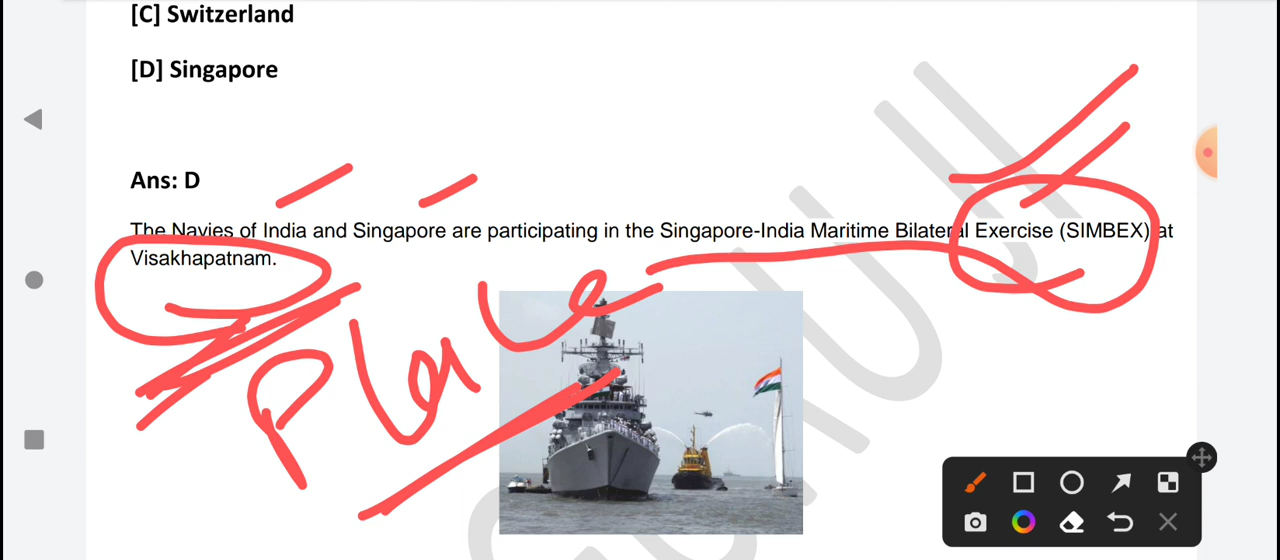 [C] Switzerland
[D] Singapore
Ans: D
The Navies of India and Singapore are participating in the Singapore-India Maritime Bilateral Exercise (SIMBEX) at
Visakhapatnam.
Place